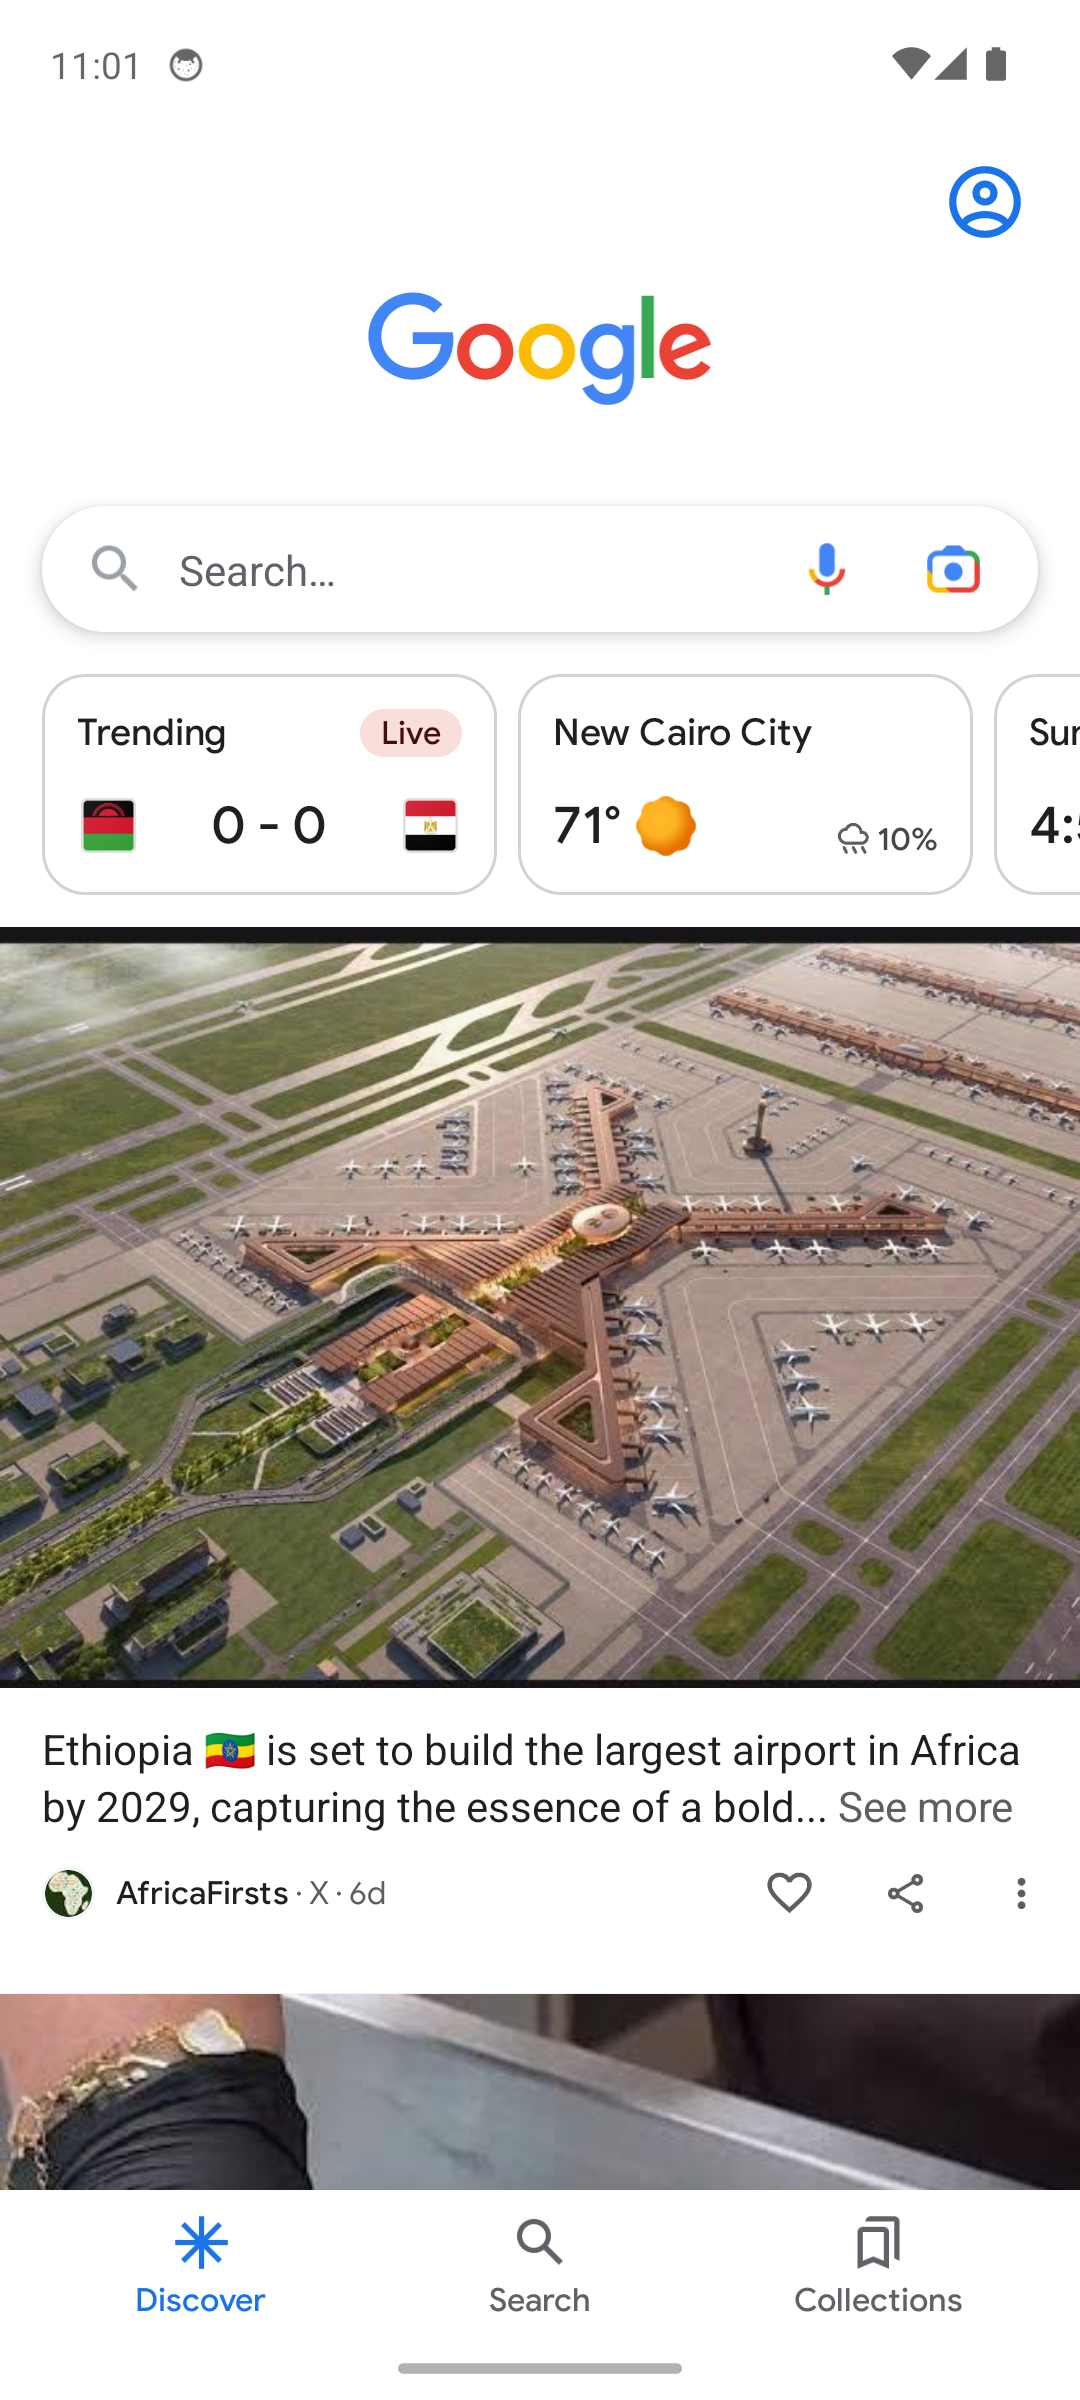 11:01
Google
Search...
Trending
Live
0 - 0
New Cairo City
71°
10%
Ethiopia 🇪🇹 is set to build the largest airport in Africa
by 2029, capturing the essence of a bold... See more
AfricaFirsts · X · 6d
Discover
Search
Collections